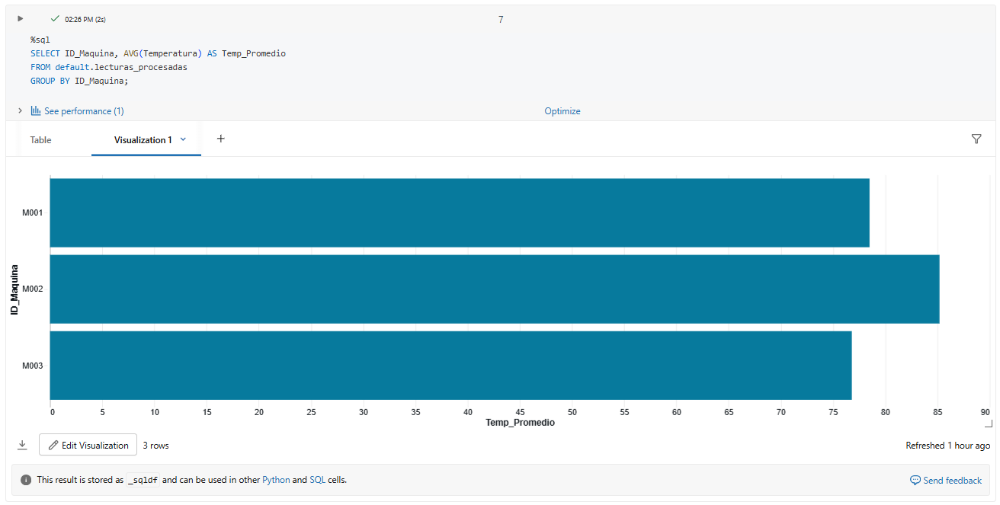 02:26 PM (2s)
7
%sql
SELECT ID_Maquina, AVG(Temperatura) AS Temp_Promedio
FROM default.lecturas_procesadas
GROUP BY ID_Maquina;
See performance (1)
Optimize
Table
Visualization 1
+
ID_Maquina
M001
M002
M003
0 5 10 15 20 25 30 35 40 45 50 55 60 65 70 75 80 85 90
Temp_Promedio
Edit Visualization
3 rows
Refreshed 1 hour ago
This result is stored as _sqldf and can be used in other Python and SQL cells.
Send feedback